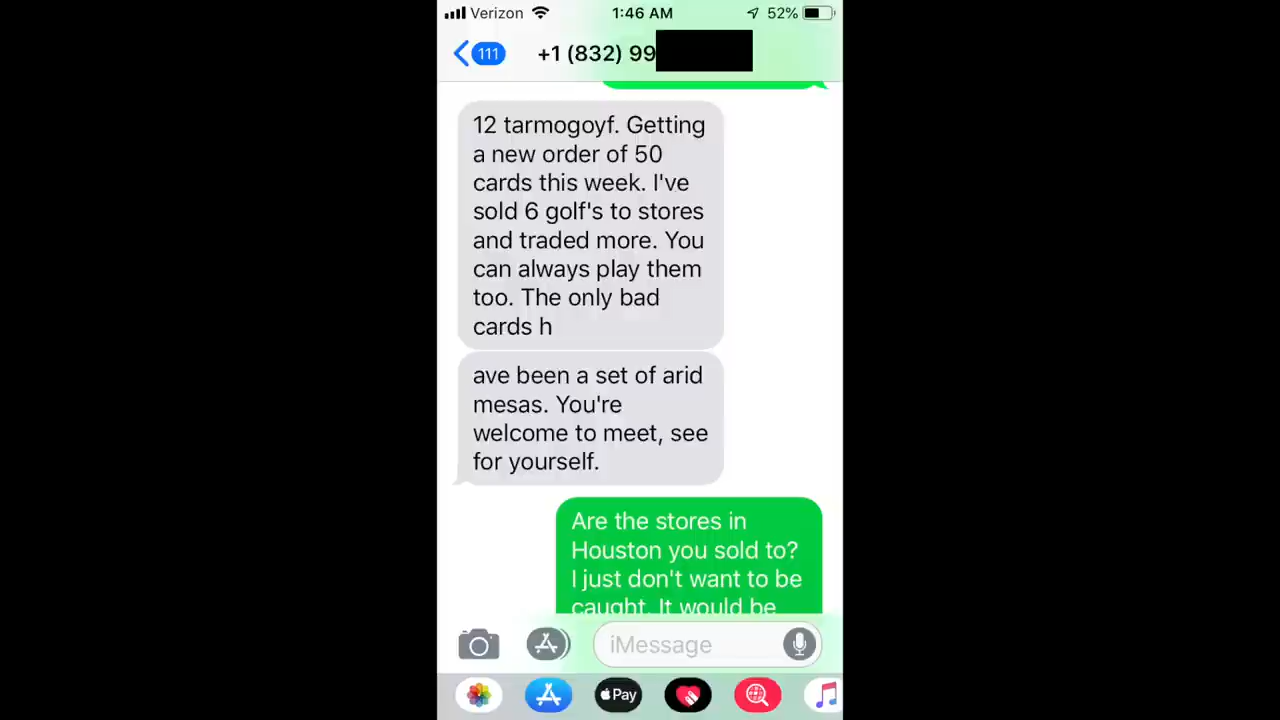 Verizon 1:46 AM 52%
111 +1 (832) 99
12 tarmogoyf. Getting
a new order of 50
cards this week. I've
sold 6 golf's to stores
and traded more. You
can always play them
too. The only bad
cards h
ave been a set of arid
mesas. You're
welcome to meet, see
for yourself.
Are the stores in
Houston you sold to?
I just don't want to be
caught. It would be
iMessage
Pay